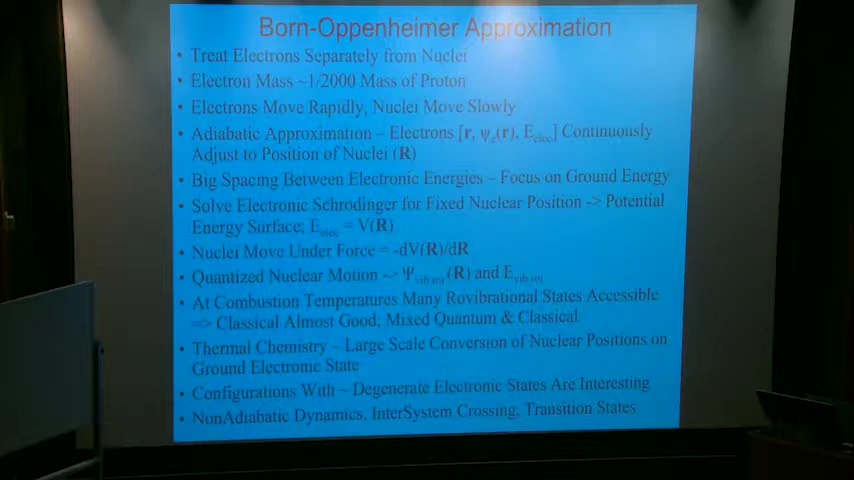 Born-Oppenheimer Approximation
• Treat Electrons Separately from Nuclei
• Electron Mass ~1/2000 Mass of Proton
• Electrons Move Rapidly, Nuclei Move Slowly
• Adiabatic Approximation – Electrons [r, ψe(r), Eelec] Continuously
Adjust to Position of Nuclei (R)
• Big Spacing Between Electronic Energies – Focus on Ground Energy
• Solve Electronic Schrodinger for Fixed Nuclear Position -> Potential
Energy Surface; Eelec = V(R)
• Nuclei Move Under Force = -dV(R)/dR
• Quantized Nuclear Motion -> Ψvib rot(R) and Evib rot
• At Combustion Temperatures Many Rovibrational States Accessible
=> Classical Almost Good; Mixed Quantum & Classical
• Thermal Chemistry – Large Scale Conversion of Nuclear Positions on
Ground Electronic State
• Configurations With ~ Degenerate Electronic States Are Interesting
• NonAdiabatic Dynamics, InterSystem Crossing, Transition States